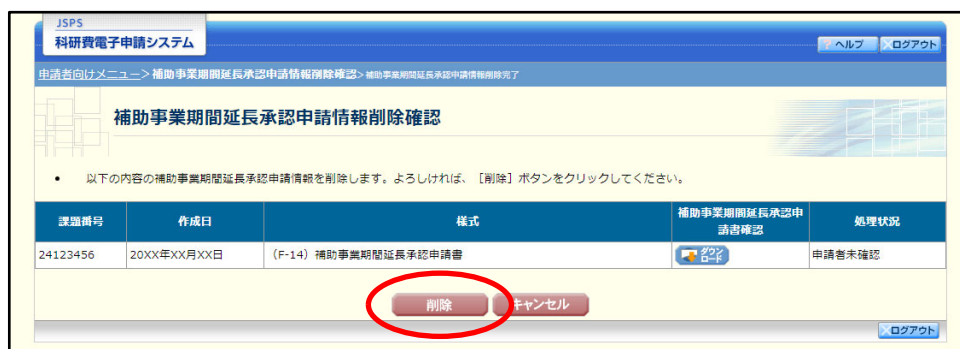 JSPS
科研費電子申請システム
ヘルプ ログアウト
申請者向けメニュー>補助事業期間延長承認申請情報削除確認>補助事業期間延長承認申請情報削除完了
補助事業期間延長承認申請情報削除確認
• 以下の内容の補助事業期間延長承認申請情報を削除します。よろしければ、［削除］ボタンをクリックしてください。
課題番号 作成日 様式 補助事業期間延長承認申請書確認 処理状況
24123456 20XX年XX月XX日 （F-14）補助事業期間延長承認申請書 ダウンロード 申請者未確認
削除 キャンセル
ログアウト